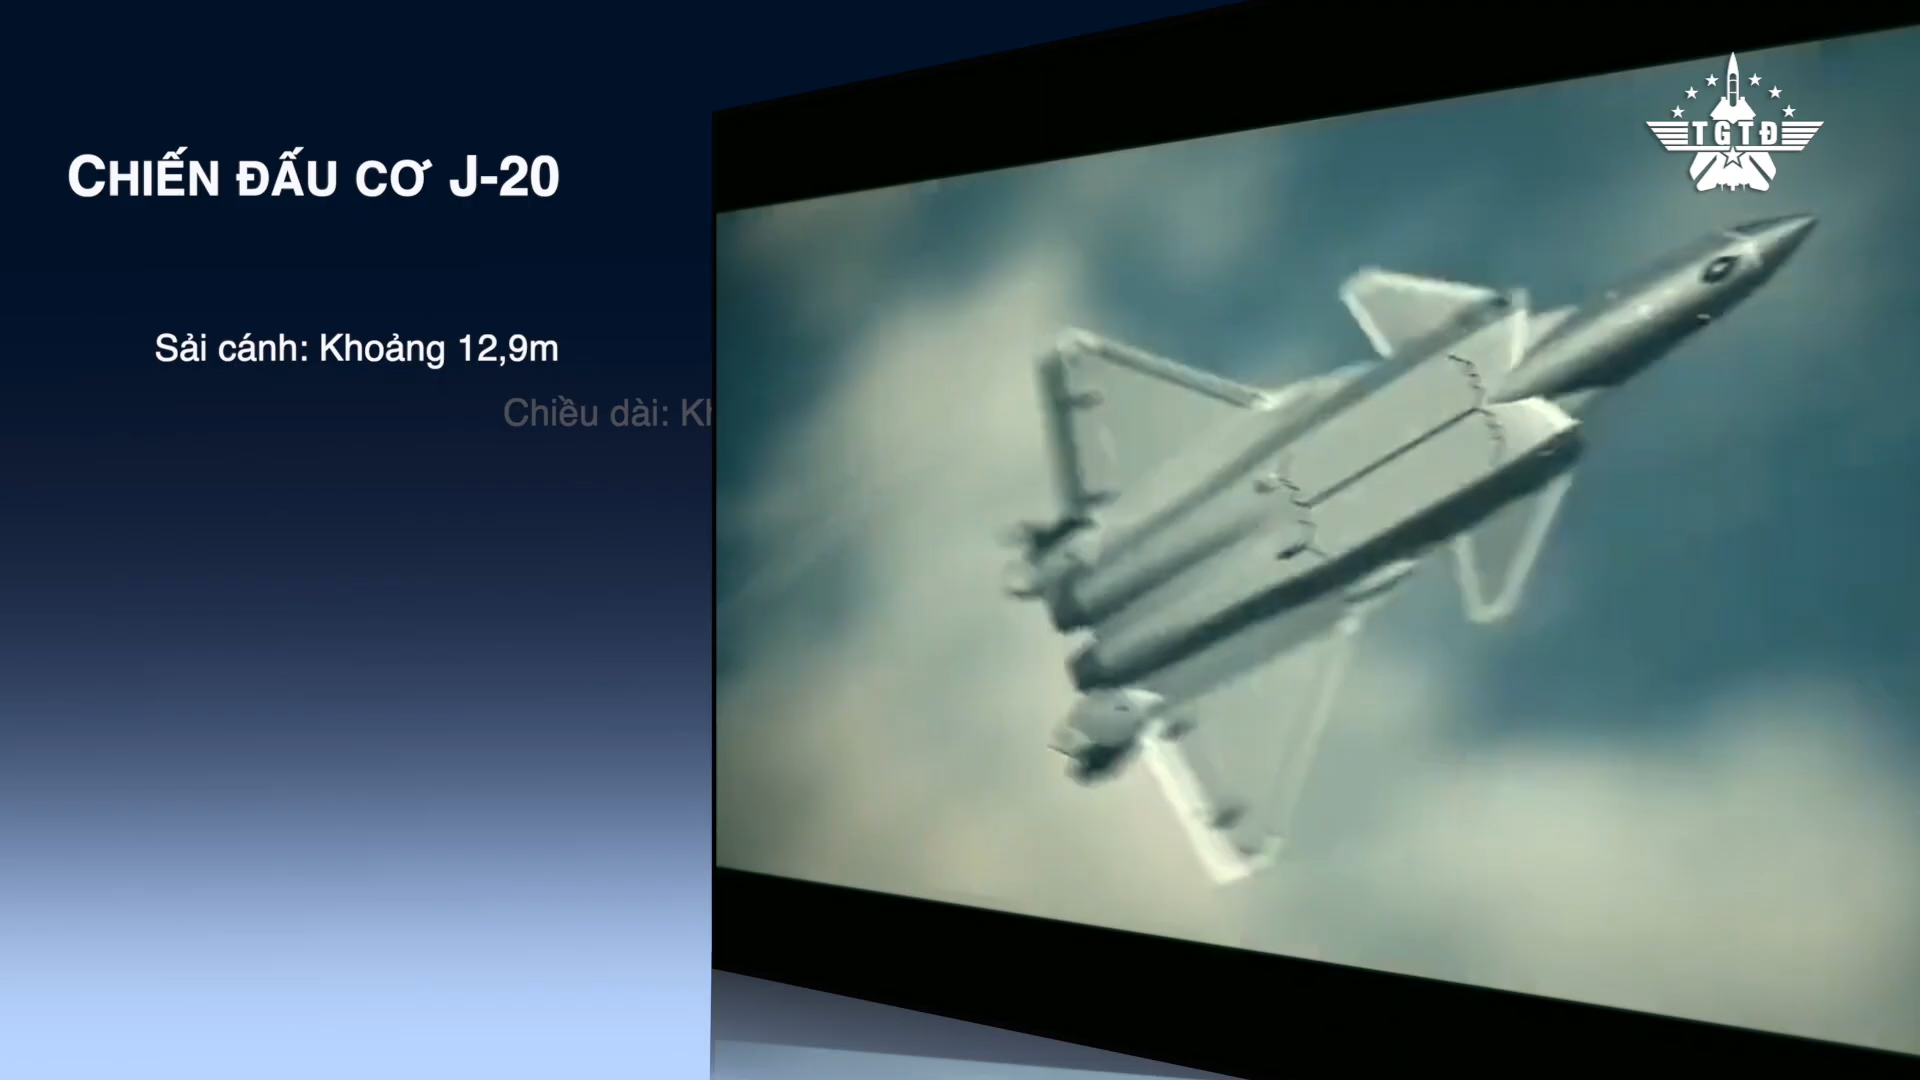 CHIẾN ĐẤU CƠ J-20
Sải cánh: Khoảng 12,9m
Chiều dài:
TGTĐ